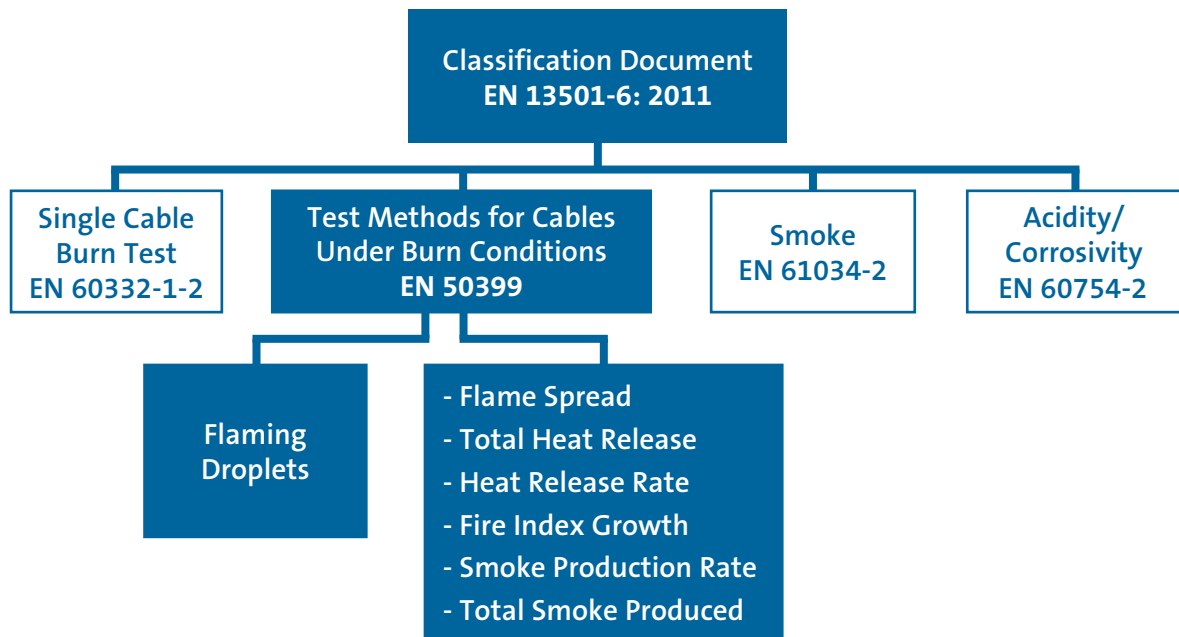 Classification Document
EN 13501-6: 2011
Single Cable
Burn Test
EN 60332-1-2
Test Methods for Cables
Under Burn Conditions
EN 50399
Smoke
EN 61034-2
Acidity/
Corrosivity
EN 60754-2
Flaming
Droplets
- Flame Spread
- Total Heat Release
- Heat Release Rate
- Fire Index Growth
- Smoke Production Rate
- Total Smoke Produced